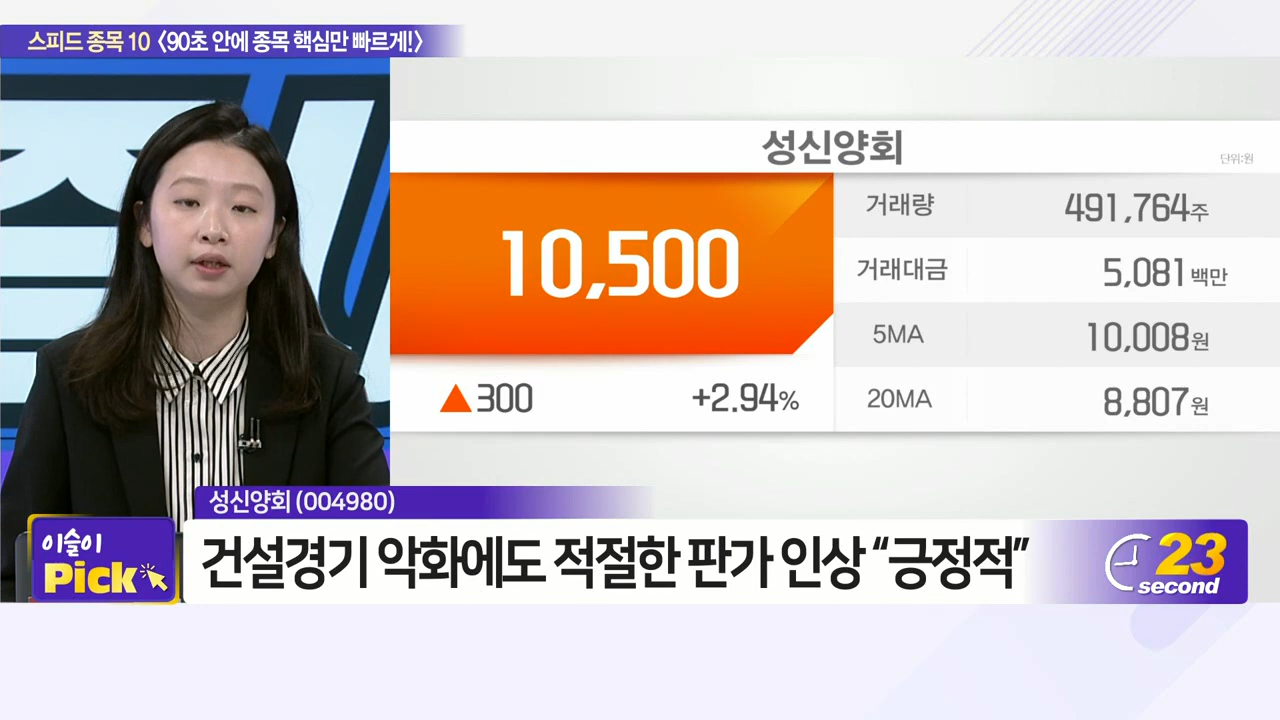 스피드 종목 10 〈90초 안에 종목 핵심만 빠르게!〉
성신양회
단위:원
10,500
▲300 +2.94%
거래량 491,764주
거래대금 5,081백만
5MA 10,008원
20MA 8,807원
성신양회 (004980)
이슬이
Pick
건설경기 악화에도 적절한 판가 인상 “긍정적”
23
second